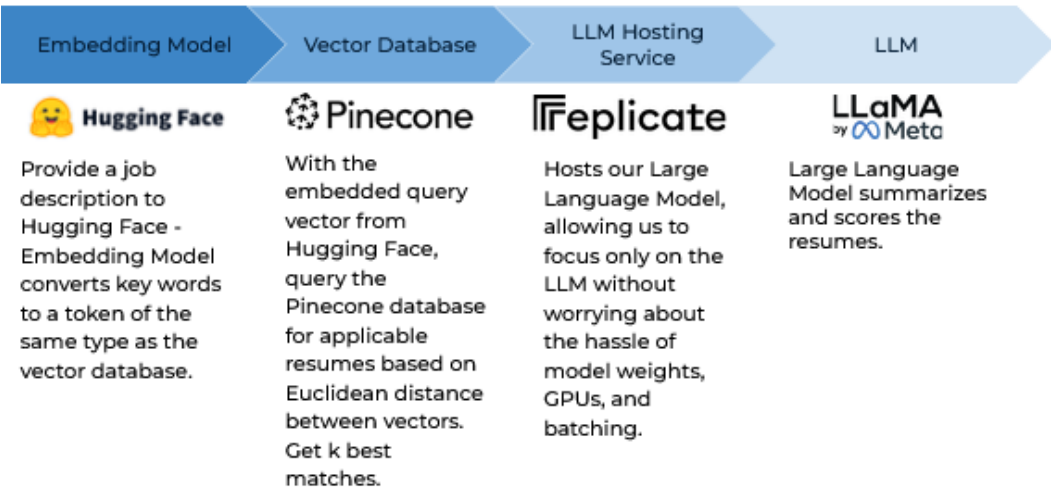 Embedding Model
Vector Database
LLM Hosting
Service
LLM
Hugging Face
Provide a job
description to
Hugging Face -
Embedding Model
converts key words
to a token of the
same type as the
vector database.
Pinecone
With the
embedded query
vector from
Hugging Face,
query the
Pinecone database
for applicable
resumes based on
Euclidean distance
between vectors.
Get k best
matches.
replicate
Hosts our Large
Language Model,
allowing us to
focus only on the
LLM without
worrying about
the hassle of
model weights,
GPUs, and
batching.
LLaMA
by Meta
Large Language
Model summarizes
and scores the
resumes.